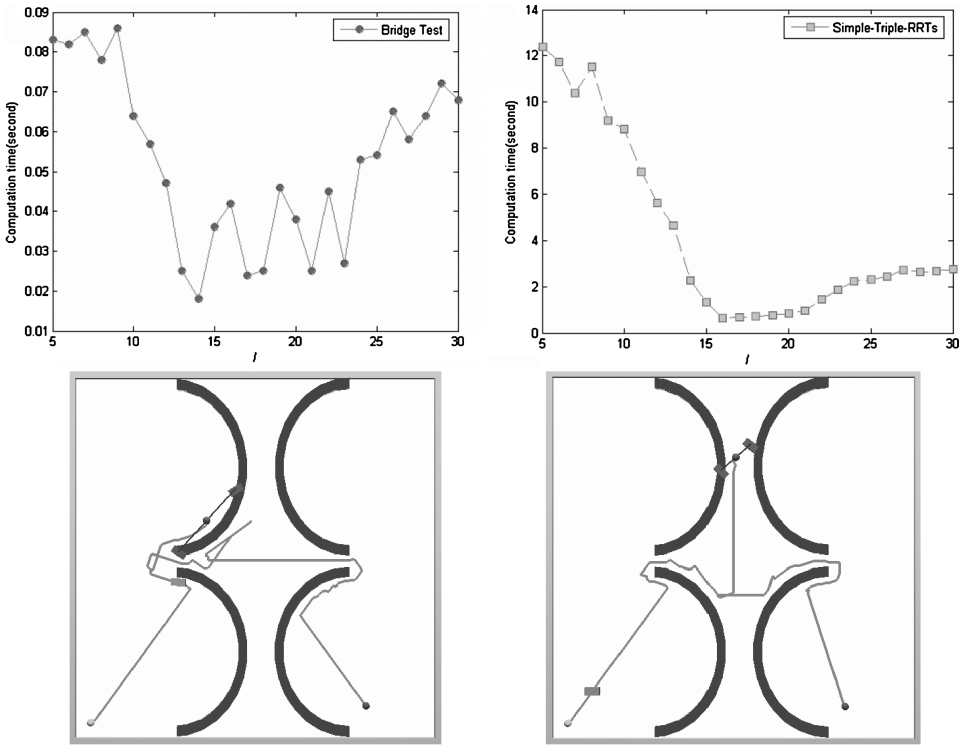 0.09
0.08
0.07
0.06
0.05
0.04
0.03
0.02
0.01
Computation time(second)
Bridge Test
5 10 15 20 25 30
l
14
12
10
8
6
4
2
0
Computation time(second)
Simple-Triple-RRTs
5 10 15 20 25 30
l